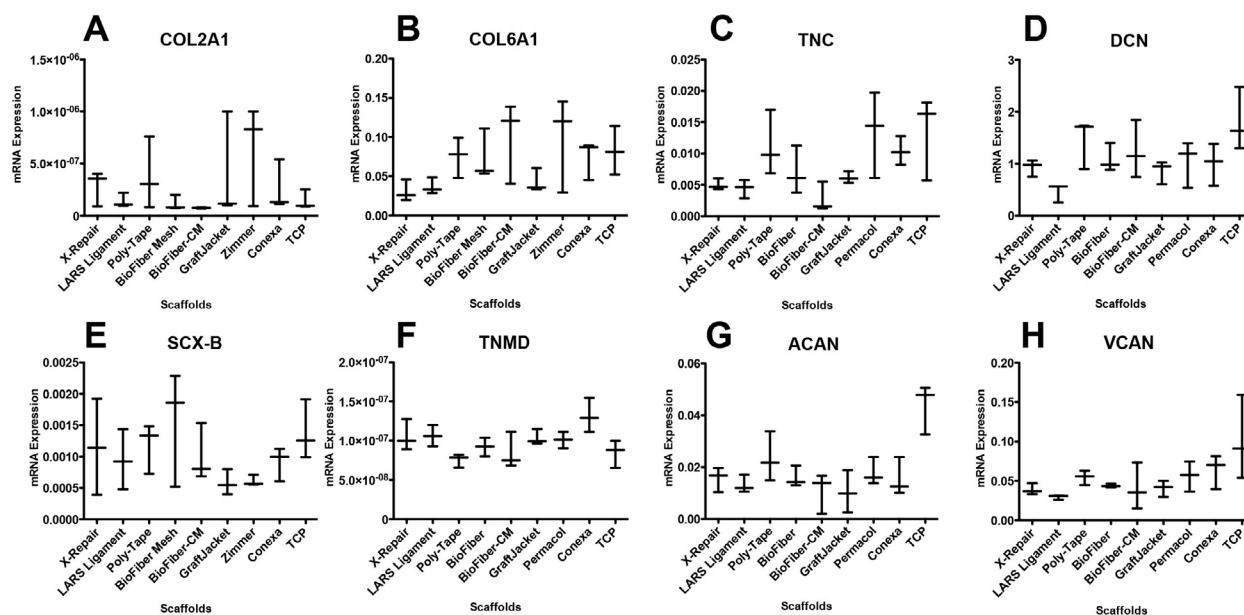 A
COL2A1
mRNA Expression
1.5×10⁻⁰⁶
1.0×10⁻⁰⁶
5.0×10⁻⁰⁷
0
X-Repair
LARS Ligament
Poly-Tape
BioFiber Mesh
BioFiber-CM
GraftJacket
Zimmer
Conexa
TCP
Scaffolds
B
COL6A1
mRNA Expression
0.20
0.15
0.10
0.05
0.00
X-Repair
LARS Ligament
Poly-Tape
BioFiber Mesh
BioFiber-CM
GraftJacket
Zimmer
Conexa
TCP
Scaffolds
C
TNC
mRNA Expression
0.025
0.020
0.015
0.010
0.005
0.000
X-Repair
LARS Ligament
Poly-Tape
BioFiber
BioFiber-CM
GraftJacket
Permacol
Conexa
TCP
Scaffolds
D
DCN
mRNA Expression
3
2
1
0
X-Repair
LARS Ligament
Poly-Tape
BioFiber
BioFiber-CM
GraftJacket
Permacol
Conexa
TCP
Scaffolds
E
SCX-B
mRNA Expression
0.0025
0.0020
0.0015
0.0010
0.0005
0.0000
X-Repair
LARS Ligament
Poly-Tape
BioFiber Mesh
BioFiber-CM
GraftJacket
Zimmer
Conexa
TCP
Scaffolds
F
TNMD
mRNA Expression
2.0×10⁻⁰⁷
1.5×10⁻⁰⁷
1.0×10⁻⁰⁷
5.0×10⁻⁰⁸
0
X-Repair
LARS Ligament
Poly-Tape
BioFiber
BioFiber-CM
GraftJacket
Permacol
Conexa
TCP
Scaffolds
G
ACAN
mRNA Expression
0.06
0.04
0.02
0.00
X-Repair
LARS Ligament
Poly-Tape
BioFiber
BioFiber-CM
GraftJacket
Permacol
Conexa
TCP
Scaffolds
H
VCAN
mRNA Expression
0.20
0.15
0.10
0.05
0.00
X-Repair
LARS Ligament
Poly-Tape
BioFiber
BioFiber-CM
GraftJacket
Permacol
Conexa
TCP
Scaffolds